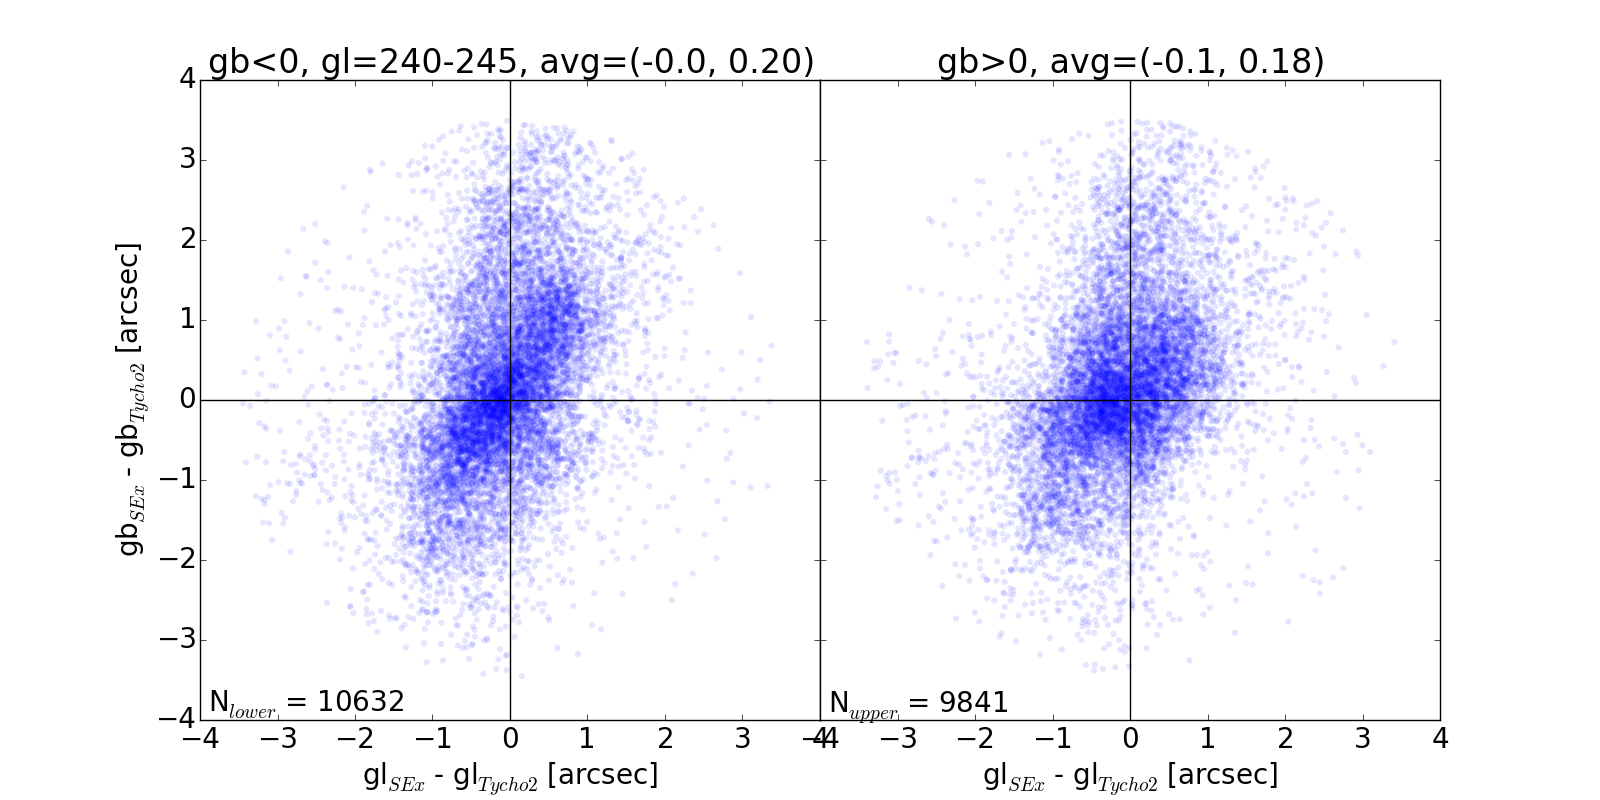 gb<0, gl=240-245, avg=(-0.0, 0.20)
gb>0, avg=(-0.1, 0.18)
4
3
2
1
0
−1
−2
−3
−4
gb_SEx - gb_Tycho2 [arcsec]
N_lower = 10632
N_upper = 9841
−4 −3 −2 −1 0 1 2 3 4
−4 −3 −2 −1 0 1 2 3 4
gl_SEx - gl_Tycho2 [arcsec]
gl_SEx - gl_Tycho2 [arcsec]